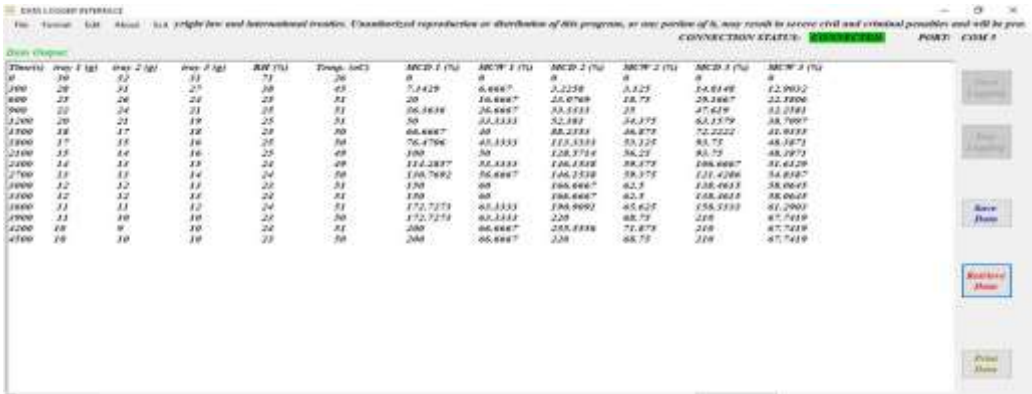 DATA LOGGER INTERFACE
File Format Edit About yright law and international treaties. Unauthorized reproduction or distribution of this program, or any portion of it, may result in severe civil and criminal penalties and will be pros
CONNECTION STATUS: CONNECTED PORT: COM 5
Data Output:
Time(s) tray 1 (g) tray 2 (g) tray 3 (g) RH (%) Temp. (oC) MCD 1 (%) MCW 1 (%) MCD 2 (%) MCW 2 (%) MCD 3 (%) MCW 3 (%)
0 30 32 31 71 26 0 0 0 0 0 0
300 28 31 27 38 45 7.1429 6.6667 3.2258 3.125 14.8148 12.9032
600 25 26 24 25 51 20 16.6667 23.0769 18.75 29.1667 22.5806
900 22 24 21 25 51 36.3636 26.6667 33.3333 25 47.619 32.2581
1200 20 21 19 25 51 50 33.3333 52.381 34.375 63.1579 38.7097
1500 18 17 18 25 50 66.6667 40 88.2353 46.875 72.2222 41.9355
1800 17 15 16 25 50 76.4706 43.3333 113.3333 53.125 93.75 48.3871
2100 15 14 16 25 49 100 50 128.5714 56.25 93.75 48.3871
2400 14 13 15 24 49 114.2857 53.3333 146.1538 59.375 106.6667 51.6129
2700 13 13 14 24 50 130.7692 56.6667 146.1538 59.375 121.4286 54.8387
3000 12 12 13 23 51 150 60 166.6667 62.5 138.4615 58.0645
3300 12 12 13 24 51 150 60 166.6667 62.5 138.4615 58.0645
3600 11 11 12 24 51 172.7273 63.3333 190.9091 65.625 158.3333 61.2903
3900 11 10 10 23 50 172.7273 63.3333 220 68.75 210 67.7419
4200 10 9 10 24 51 200 66.6667 255.5556 71.875 210 67.7419
4500 10 10 10 23 50 200 66.6667 220 68.75 210 67.7419
Save
Data
Retrieve
Data
Print
Data